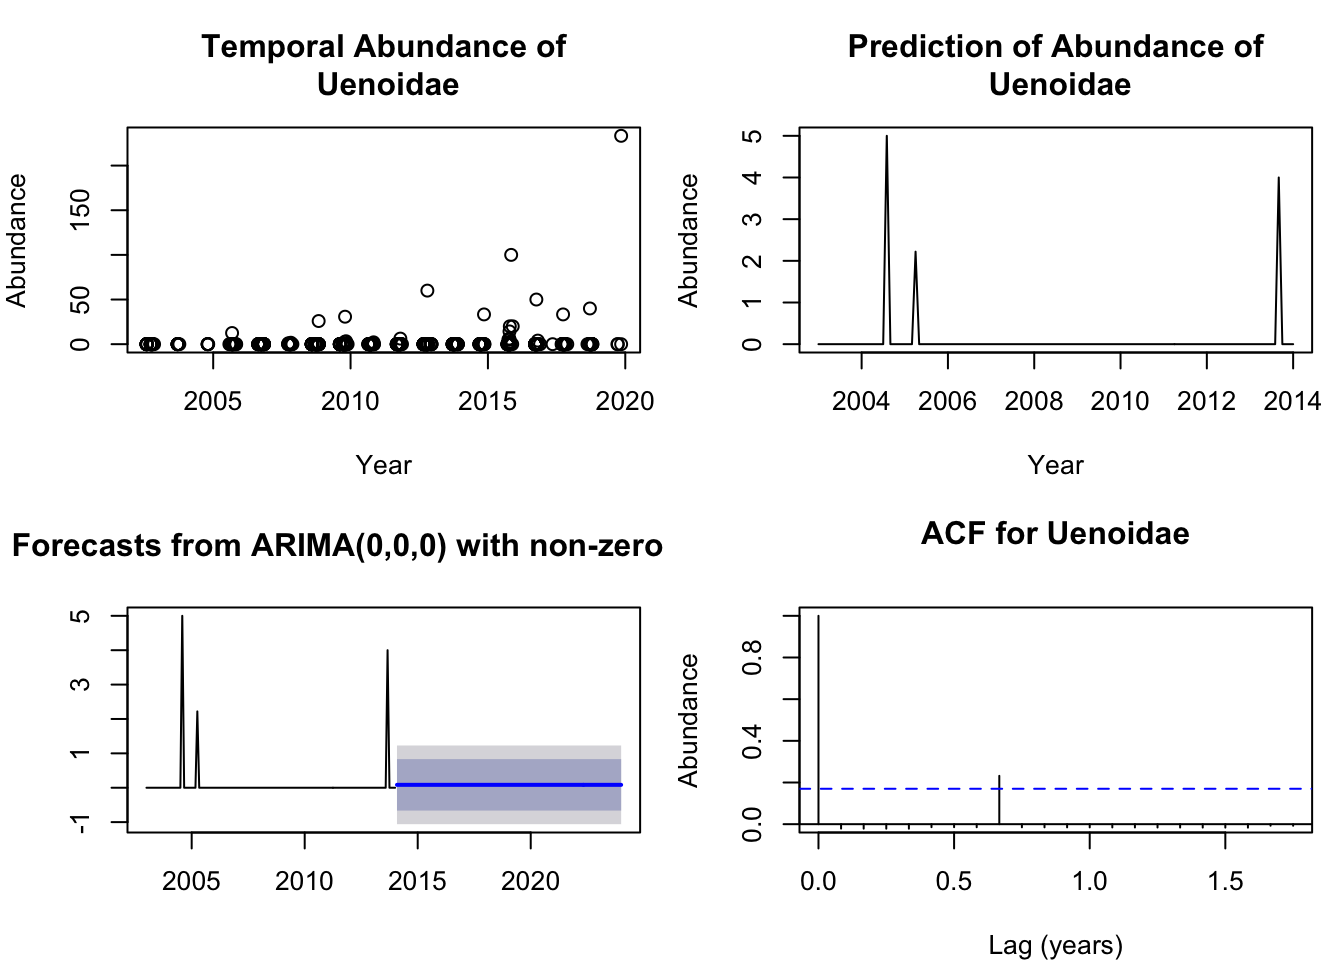 Temporal Abundance of
Uenoidae
Abundance
0
50
150
2005
2010
2015
2020
Year
Prediction of Abundance of
Uenoidae
Abundance
0
1
2
3
4
5
2004
2006
2008
2010
2012
2014
Year
Forecasts from ARIMA(0,0,0) with non-zero
-1
1
3
5
2005
2010
2015
2020
ACF for Uenoidae
Abundance
0.0
0.4
0.8
0.0
0.5
1.0
1.5
Lag (years)